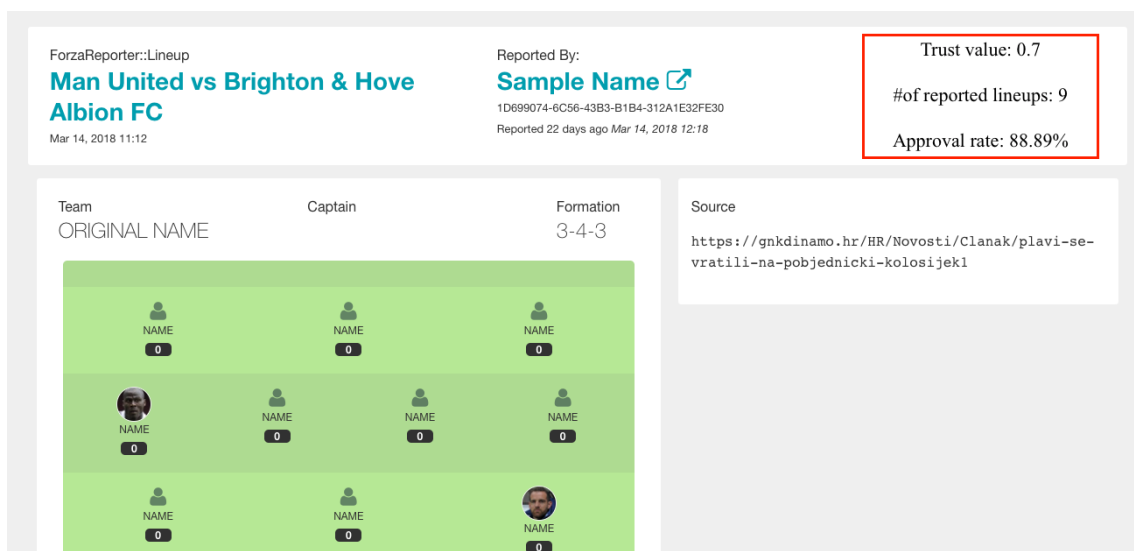 ForzaReporter::Lineup
Man United vs Brighton & Hove
Albion FC
Mar 14, 2018 11:12
Reported By:
Sample Name
1D699074-6C56-43B3-B1B4-312A1E32FE30
Reported 22 days ago Mar 14, 2018 12:18
Trust value: 0.7
#of reported lineups: 9
Approval rate: 88.89%
Team
ORIGINAL NAME
Captain
Formation
3-4-3
NAME NAME NAME
0 0 0
NAME NAME NAME NAME
0 0 0 0
NAME NAME NAME
0 0 0
Source
https://gnkdinamo.hr/HR/Novosti/Clanak/plavi-se-
vratili-na-pobjednicki-kolosijek1